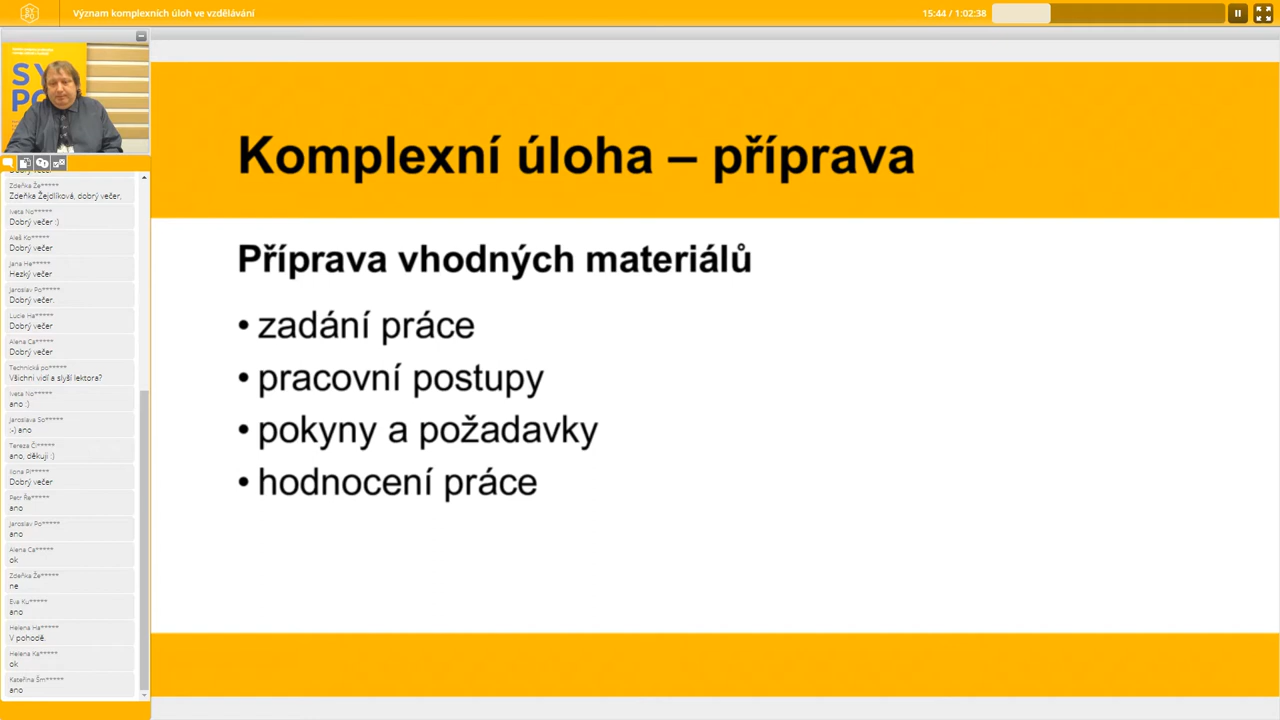 Význam komplexních úloh ve vzdělávání
15:44 / 1:02:38
SY
PO
Komplexní úloha – příprava
Příprava vhodných materiálů
• zadání práce
• pracovní postupy
• pokyny a požadavky
• hodnocení práce
Zdeňka Že*****
Zdeňka Žejdlíková, dobrý večer,
Iveta No*****
Dobrý večer :)
Aleš Ko*****
Dobrý večer
Jana He*****
Hezký večer
Jaroslav Po*****
Dobrý večer.
Lucie Ha*****
Dobrý večer
Alena Ca*****
Dobrý večer
Technická po*****
Všichni vidí a slyší lektora?
Iveta No*****
ano :)
Jaroslava So*****
:-) ano
Tereza Či*****
ano, děkuji :)
Ilona Pí*****
Dobrý večer
Petr Ře*****
ano
Jaroslav Po*****
ano
Alena Ca*****
ok
Zdeňka Že*****
ne
Eva Ku*****
ano
Helena Ha*****
V pohodě.
Helena Ka*****
ok
Kateřina Šm*****
ano